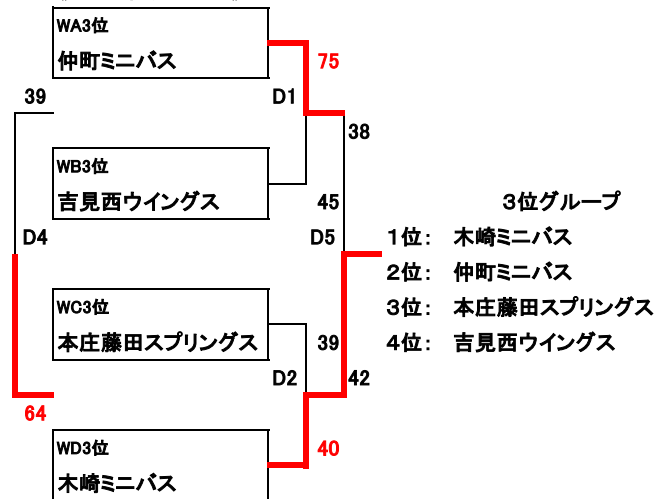 WA3位
仲町ミニバス
75
39
D1
38
WB3位
吉見西ウイングス
45
3位グループ
D4
D5
1位： 木崎ミニバス
2位： 仲町ミニバス
WC3位
3位： 本庄藤田スプリングス
本庄藤田スプリングス
39
4位： 吉見西ウイングス
D2
42
64
WD3位
40
木崎ミニバス